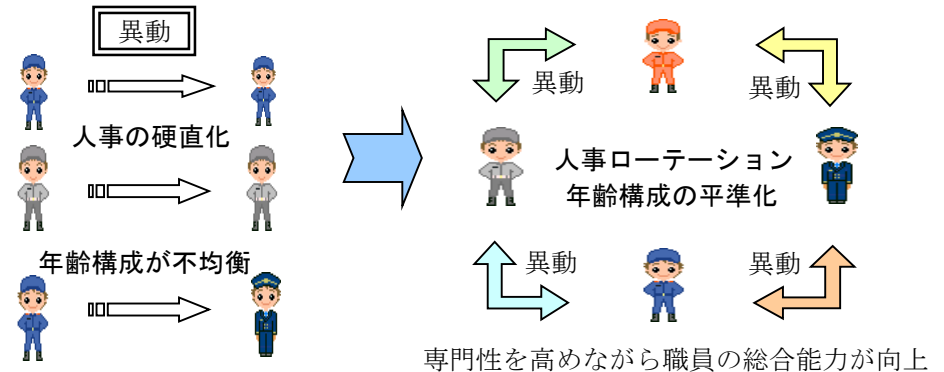 異動
人事の硬直化
年齢構成が不均衡
異動
異動
人事ローテーション
年齢構成の平準化
異動
異動
専門性を高めながら職員の総合能力が向上